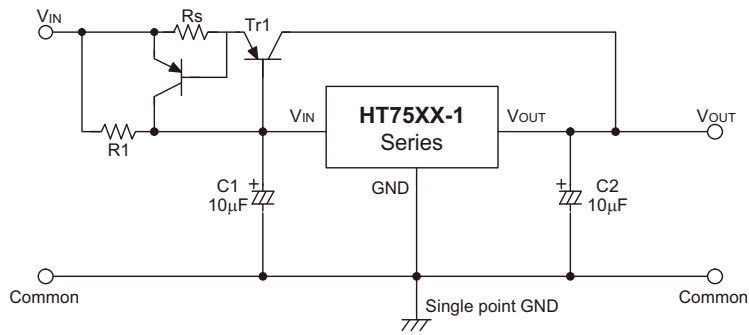 VIN
Rs
Tr1
R1
VIN
HT75XX-1
Series
VOUT
VOUT
GND
C1
10µF
C2
10µF
Common
Single point GND
Common
+
+